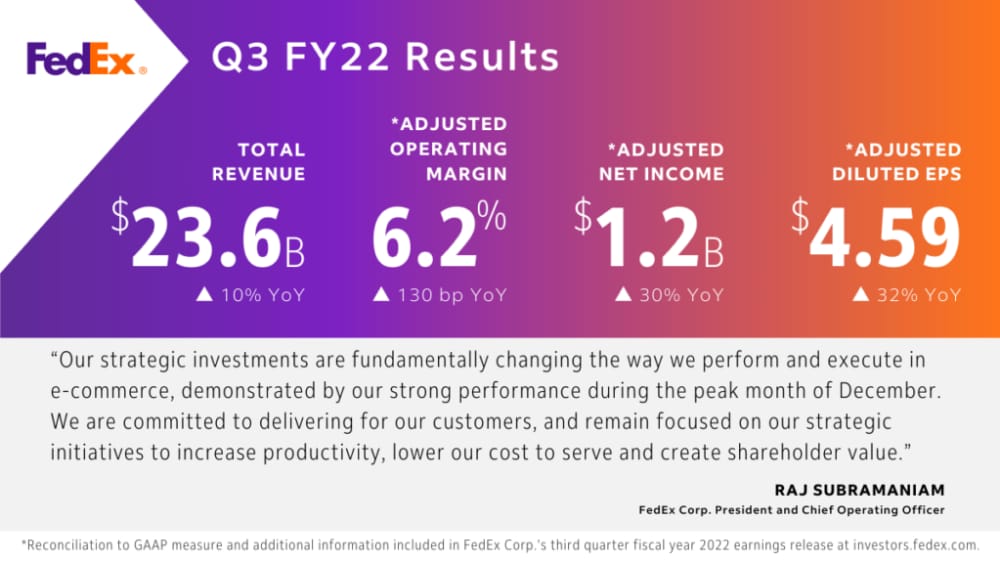 FedEx®
Q3 FY22 Results
TOTAL
REVENUE
$23.6B
▲ 10% YoY
*ADJUSTED
OPERATING
MARGIN
6.2%
▲ 130 bp YoY
*ADJUSTED
NET INCOME
$1.2B
▲ 30% YoY
*ADJUSTED
DILUTED EPS
$4.59
▲ 32% YoY
“Our strategic investments are fundamentally changing the way we perform and execute in
e-commerce, demonstrated by our strong performance during the peak month of December.
We are committed to delivering for our customers, and remain focused on our strategic
initiatives to increase productivity, lower our cost to serve and create shareholder value.”
RAJ SUBRAMANIAM
FedEx Corp. President and Chief Operating Officer
*Reconciliation to GAAP measure and additional information included in FedEx Corp.'s third quarter fiscal year 2022 earnings release at investors.fedex.com.